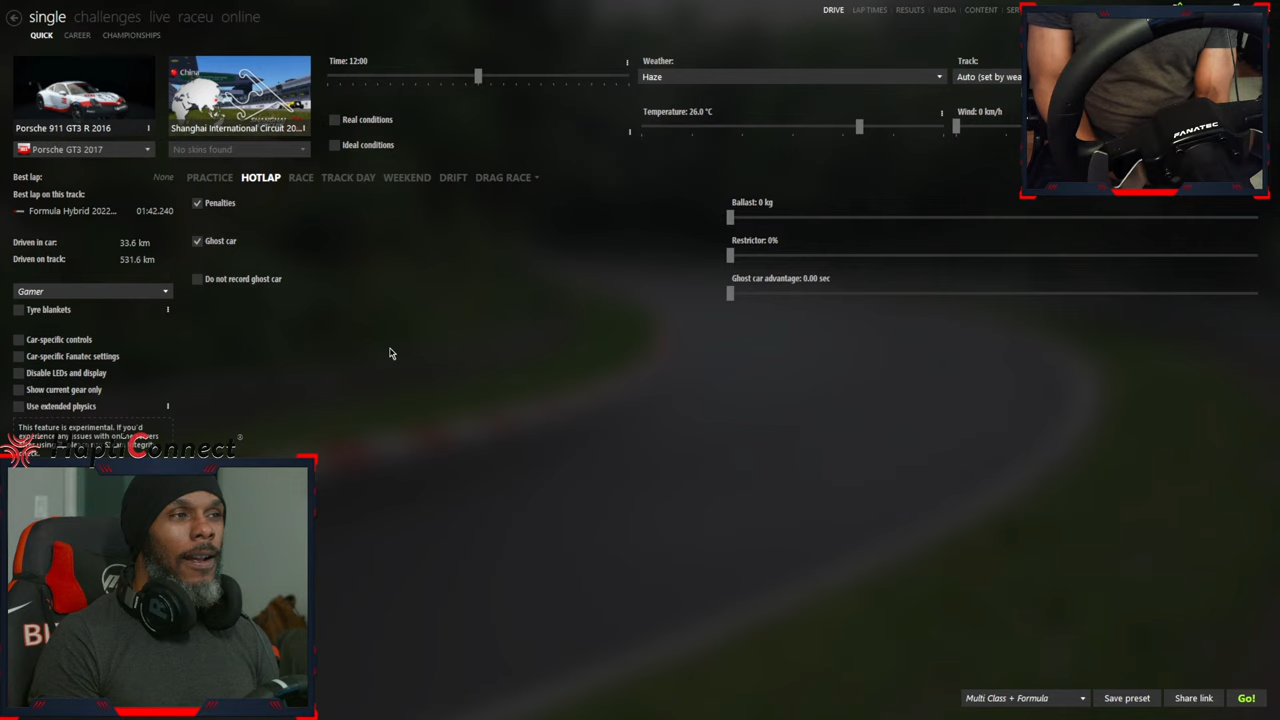 single challenges live raceu online
DRIVE LAP TIMES RESULTS MEDIA CONTENT
QUICK CAREER CHAMPIONSHIPS
China
Porsche 911 GT3 R 2016
Shanghai International Circuit 20...
Porsche GT3 2017
No skins found
Time: 12:00
Real conditions
Ideal conditions
Weather:
Haze
Temperature: 26.0 °C
Track:
Auto (set by wea
Wind: 0 km/h
FANATEC
Best lap: None
Best lap on this track:
Formula Hybrid 2022... 01:42.240
Driven in car: 33.6 km
Driven on track: 531.6 km
Gamer
Tyre blankets
Car-specific controls
Car-specific Fanatec settings
Disable LEDs and display
Show current gear only
Use extended physics
This feature is experimental. If you'd
PRACTICE HOTLAP RACE TRACK DAY WEEKEND DRIFT DRAG RACE
Penalties
Ghost car
Do not record ghost car
Ballast: 0 kg
Restrictor: 0%
Ghost car advantage: 0.00 sec
HaptiConnect®
Multi Class + Formula
Save preset
Share link
Go!